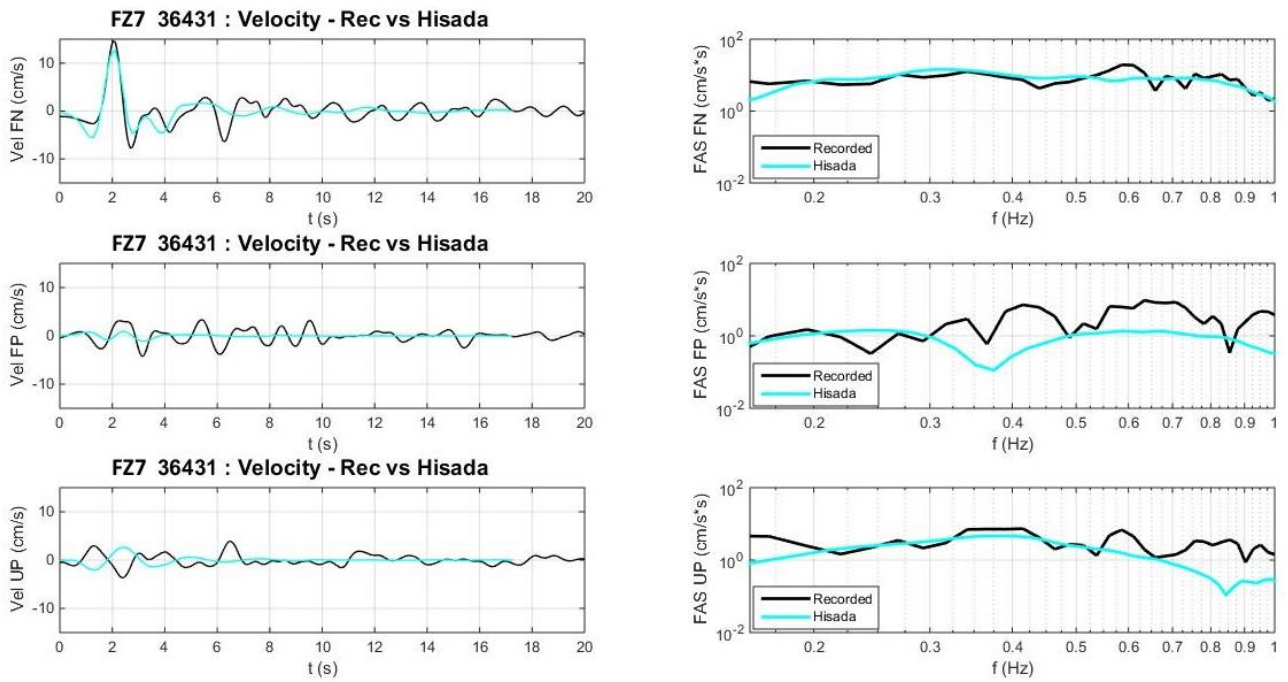 FZ7 36431 : Velocity - Rec vs Hisada
Vel FN (cm/s)
10
0
-10
0 2 4 6 8 10 12 14 16 18 20
t (s)
FAS FN (cm/s*s)
10^2
10^0
10^-2
Recorded
Hisada
0.2 0.3 0.4 0.5 0.6 0.7 0.8 0.9 1
f (Hz)
FZ7 36431 : Velocity - Rec vs Hisada
Vel FP (cm/s)
10
0
-10
0 2 4 6 8 10 12 14 16 18 20
t (s)
FAS FP (cm/s*s)
10^2
10^0
10^-2
Recorded
Hisada
0.2 0.3 0.4 0.5 0.6 0.7 0.8 0.9 1
f (Hz)
FZ7 36431 : Velocity - Rec vs Hisada
Vel UP (cm/s)
10
0
-10
0 2 4 6 8 10 12 14 16 18 20
t (s)
FAS UP (cm/s*s)
10^2
10^0
10^-2
Recorded
Hisada
0.2 0.3 0.4 0.5 0.6 0.7 0.8 0.9 1
f (Hz)